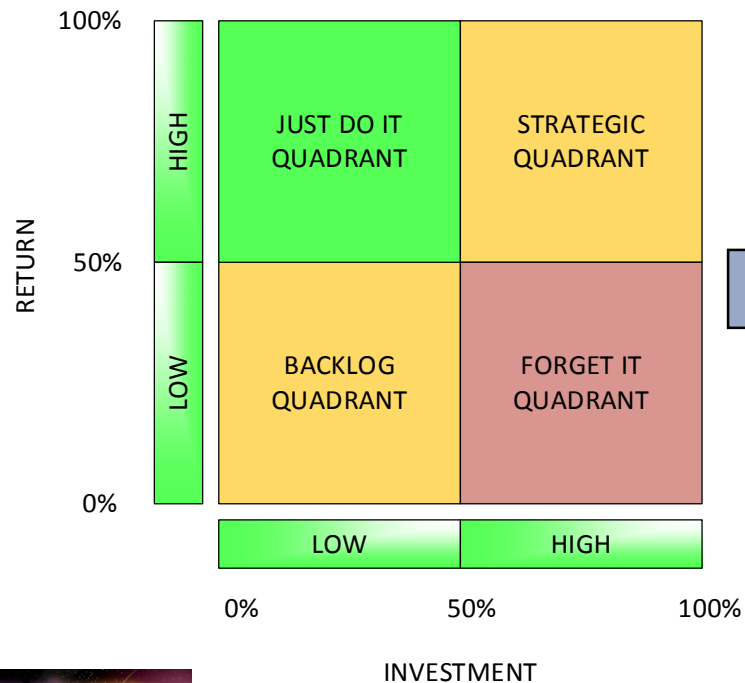 100%
HIGH
JUST DO IT
QUADRANT
STRATEGIC
QUADRANT
RETURN
50%
LOW
BACKLOG
QUADRANT
FORGET IT
QUADRANT
0%
LOW
HIGH
0%
50%
100%
INVESTMENT